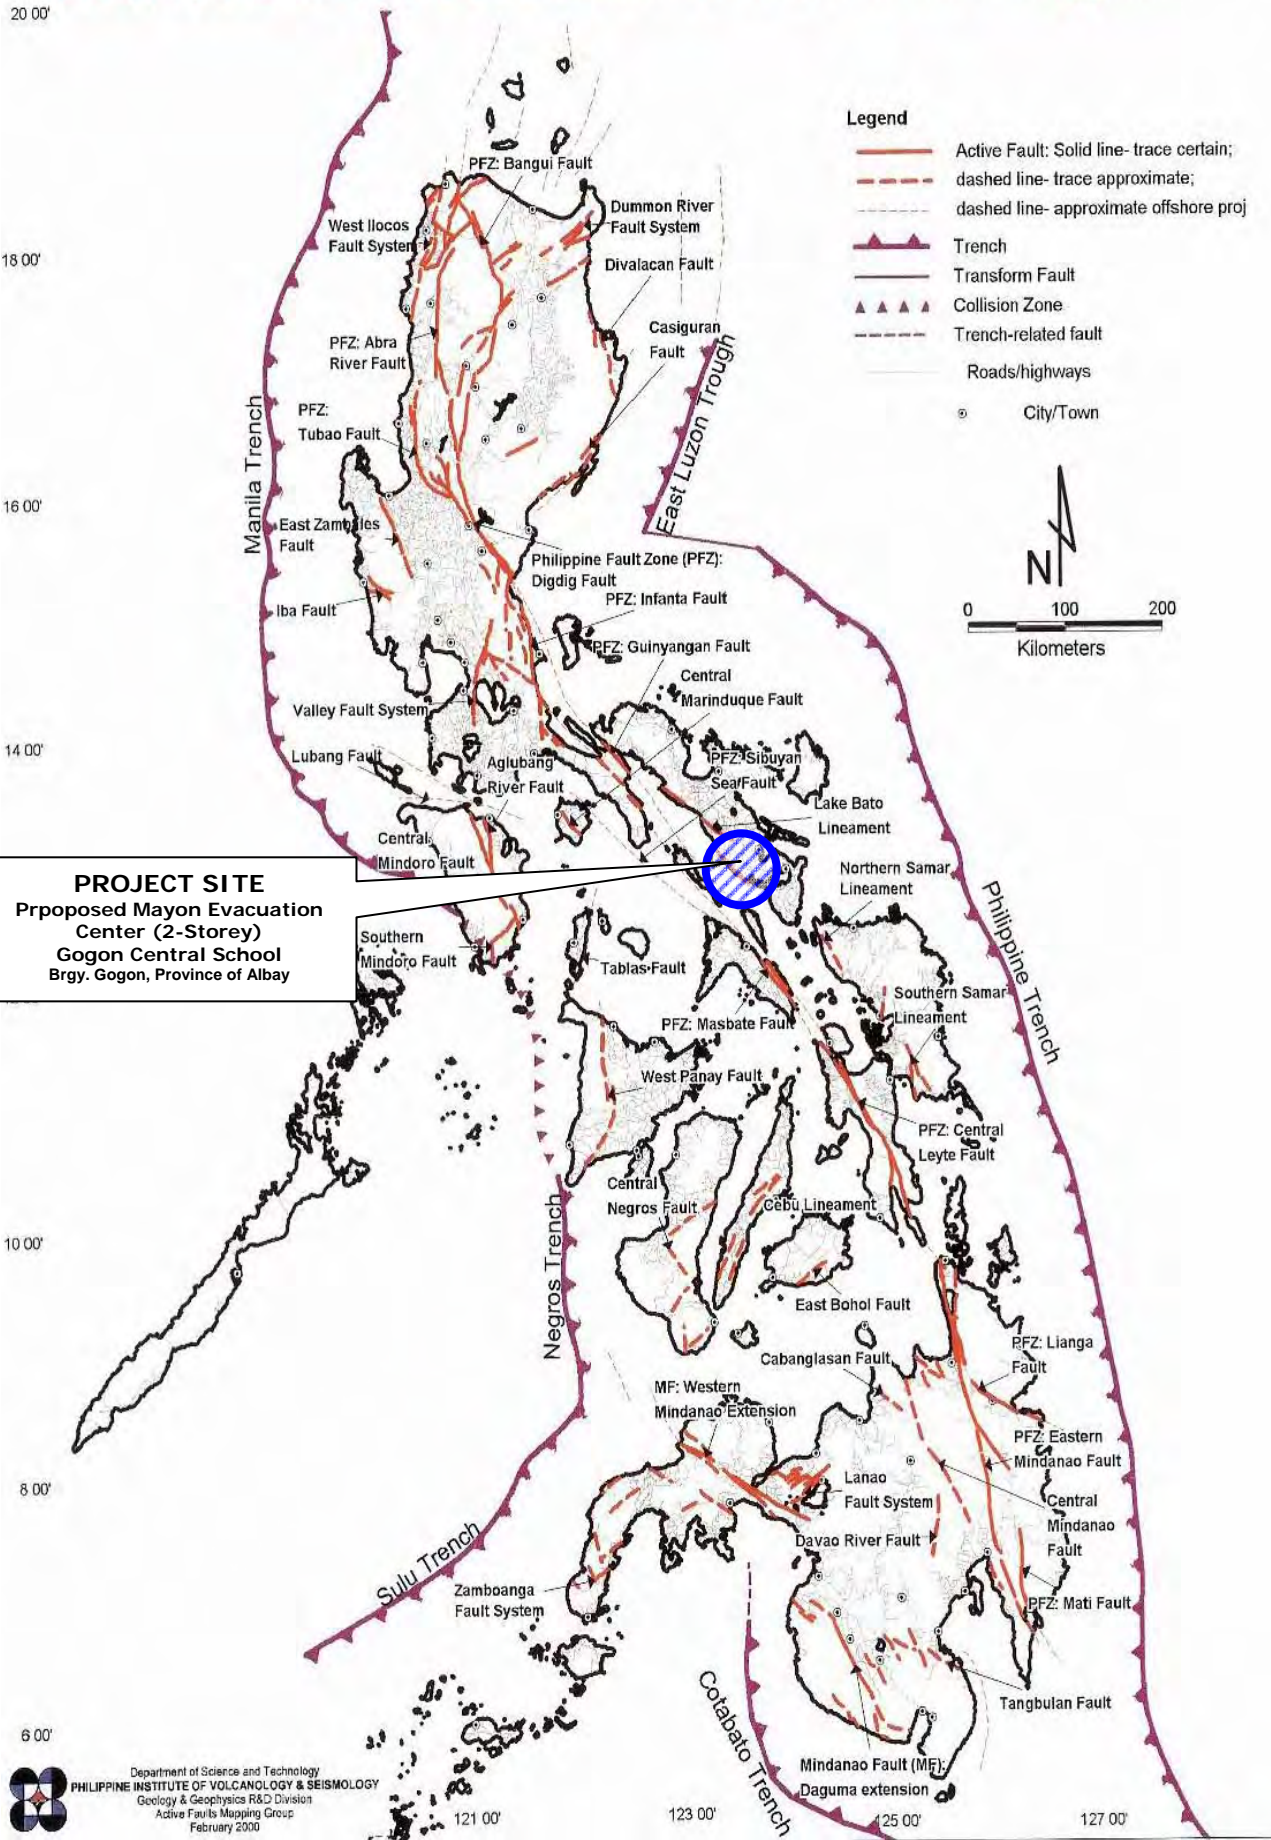 20 00'
Legend
Active Fault: Solid line- trace certain;
dashed line- trace approximate;
dashed line- approximate offshore proj
Trench
Transform Fault
Collision Zone
Trench-related fault
Roads/highways
City/Town
N
0 100 200
Kilometers
PFZ: Bangui Fault
West Ilocos
Fault System
Dummon River
Fault System
18 00'
Divalacan Fault
PFZ: Abra
River Fault
Casiguran
Fault
East Luzon Trough
Manila Trench
PFZ:
Tubao Fault
16 00'
East Zambales
Fault
Philippine Fault Zone (PFZ):
Digdig Fault
Iba Fault
PFZ: Infanta Fault
PFZ: Guinyangan Fault
Central
Marinduque Fault
Valley Fault System
14 00'
Lubang Fault
Aglubang
River Fault
PFZ: Sibuyan
Sea Fault
Lake Bato
Lineament
Central
Mindoro Fault
Northern Samar
Lineament
PROJECT SITE
Prpoposed Mayon Evacuation
Center (2-Storey)
Gogon Central School
Brgy. Gogon, Province of Albay
Philippine Trench
Southern
Mindoro Fault
Tablas Fault
Southern Samar
Lineament
PFZ: Masbate Fault
West Panay Fault
PFZ: Central
Leyte Fault
Central
Negros Fault
Cebu Lineament
10 00'
Negros Trench
East Bohol Fault
Cabanglasan Fault
PFZ: Lianga
Fault
MF: Western
Mindanao Extension
PFZ: Eastern
Mindanao Fault
8 00'
Lanao
Fault System
Central
Mindanao
Fault
Davao River Fault
Sulu Trench
Zamboanga
Fault System
PFZ: Mati Fault
Cotabato Trench
Tangbulan Fault
6 00'
Mindanao Fault (MF):
Daguma extension
Department of Science and Technology
PHILIPPINE INSTITUTE OF VOLCANOLOGY & SEISMOLOGY
Geology & Geophysics R&D Division
Active Faults Mapping Group
February 2000
121 00'
123 00'
125 00'
127 00'